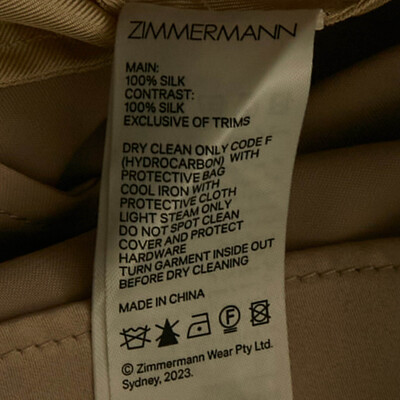 ZIMMERMANN
MAIN:
100% SILK
CONTRAST:
100% SILK
EXCLUSIVE OF TRIMS
DRY CLEAN ONLY CODE F
(HYDROCARBON) WITH
PROTECTIVE BAG
COOL IRON WITH
PROTECTIVE CLOTH
LIGHT STEAM ONLY
DO NOT SPOT CLEAN
COVER AND PROTECT
HARDWARE
TURN GARMENT INSIDE OUT
BEFORE DRY CLEANING
MADE IN CHINA
F
© Zimmermann Wear Pty Ltd.
Sydney, 2023.